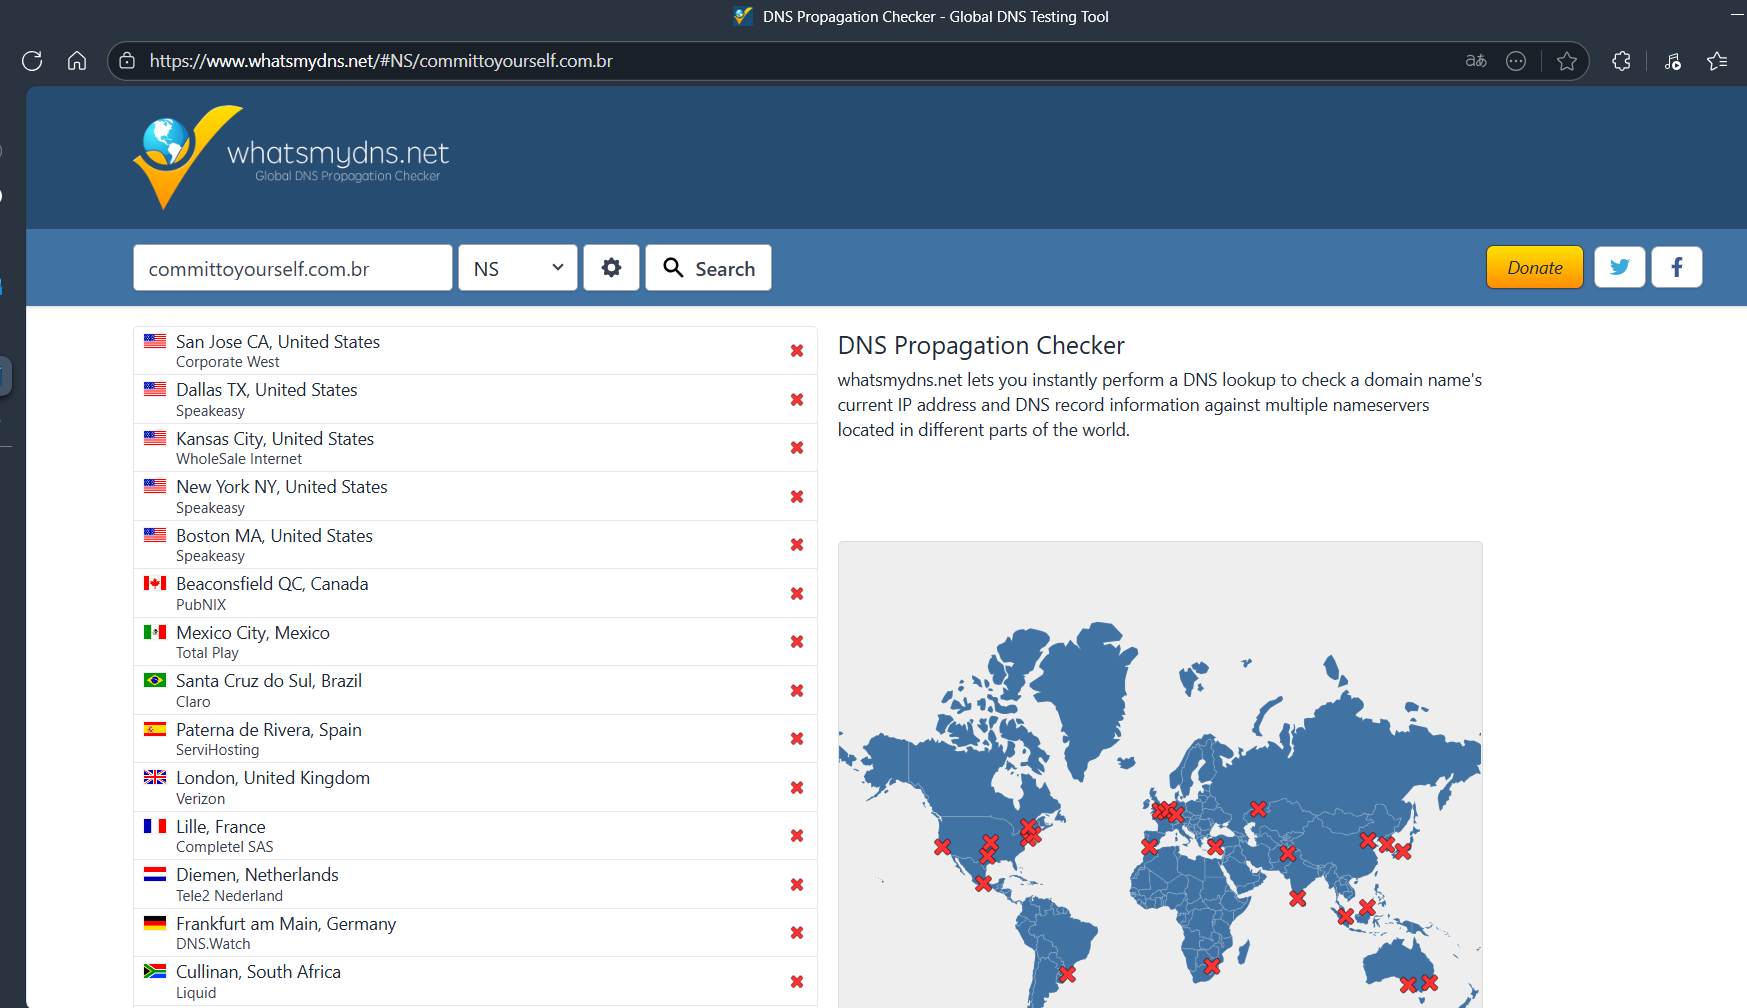 DNS Propagation Checker - Global DNS Testing Tool
https://www.whatsmydns.net/#NS/committoyourself.com.br
aあ
whatsmydns.net
Global DNS Propagation Checker
committoyourself.com.br
NS
Search
Donate
San Jose CA, United States
Corporate West
Dallas TX, United States
Speakeasy
Kansas City, United States
WholeSale Internet
New York NY, United States
Speakeasy
Boston MA, United States
Speakeasy
Beaconsfield QC, Canada
PubNIX
Mexico City, Mexico
Total Play
Santa Cruz do Sul, Brazil
Claro
Paterna de Rivera, Spain
ServiHosting
London, United Kingdom
Verizon
Lille, France
Completel SAS
Diemen, Netherlands
Tele2 Nederland
Frankfurt am Main, Germany
DNS.Watch
Cullinan, South Africa
Liquid
DNS Propagation Checker
whatsmydns.net lets you instantly perform a DNS lookup to check a domain name's
current IP address and DNS record information against multiple nameservers
located in different parts of the world.